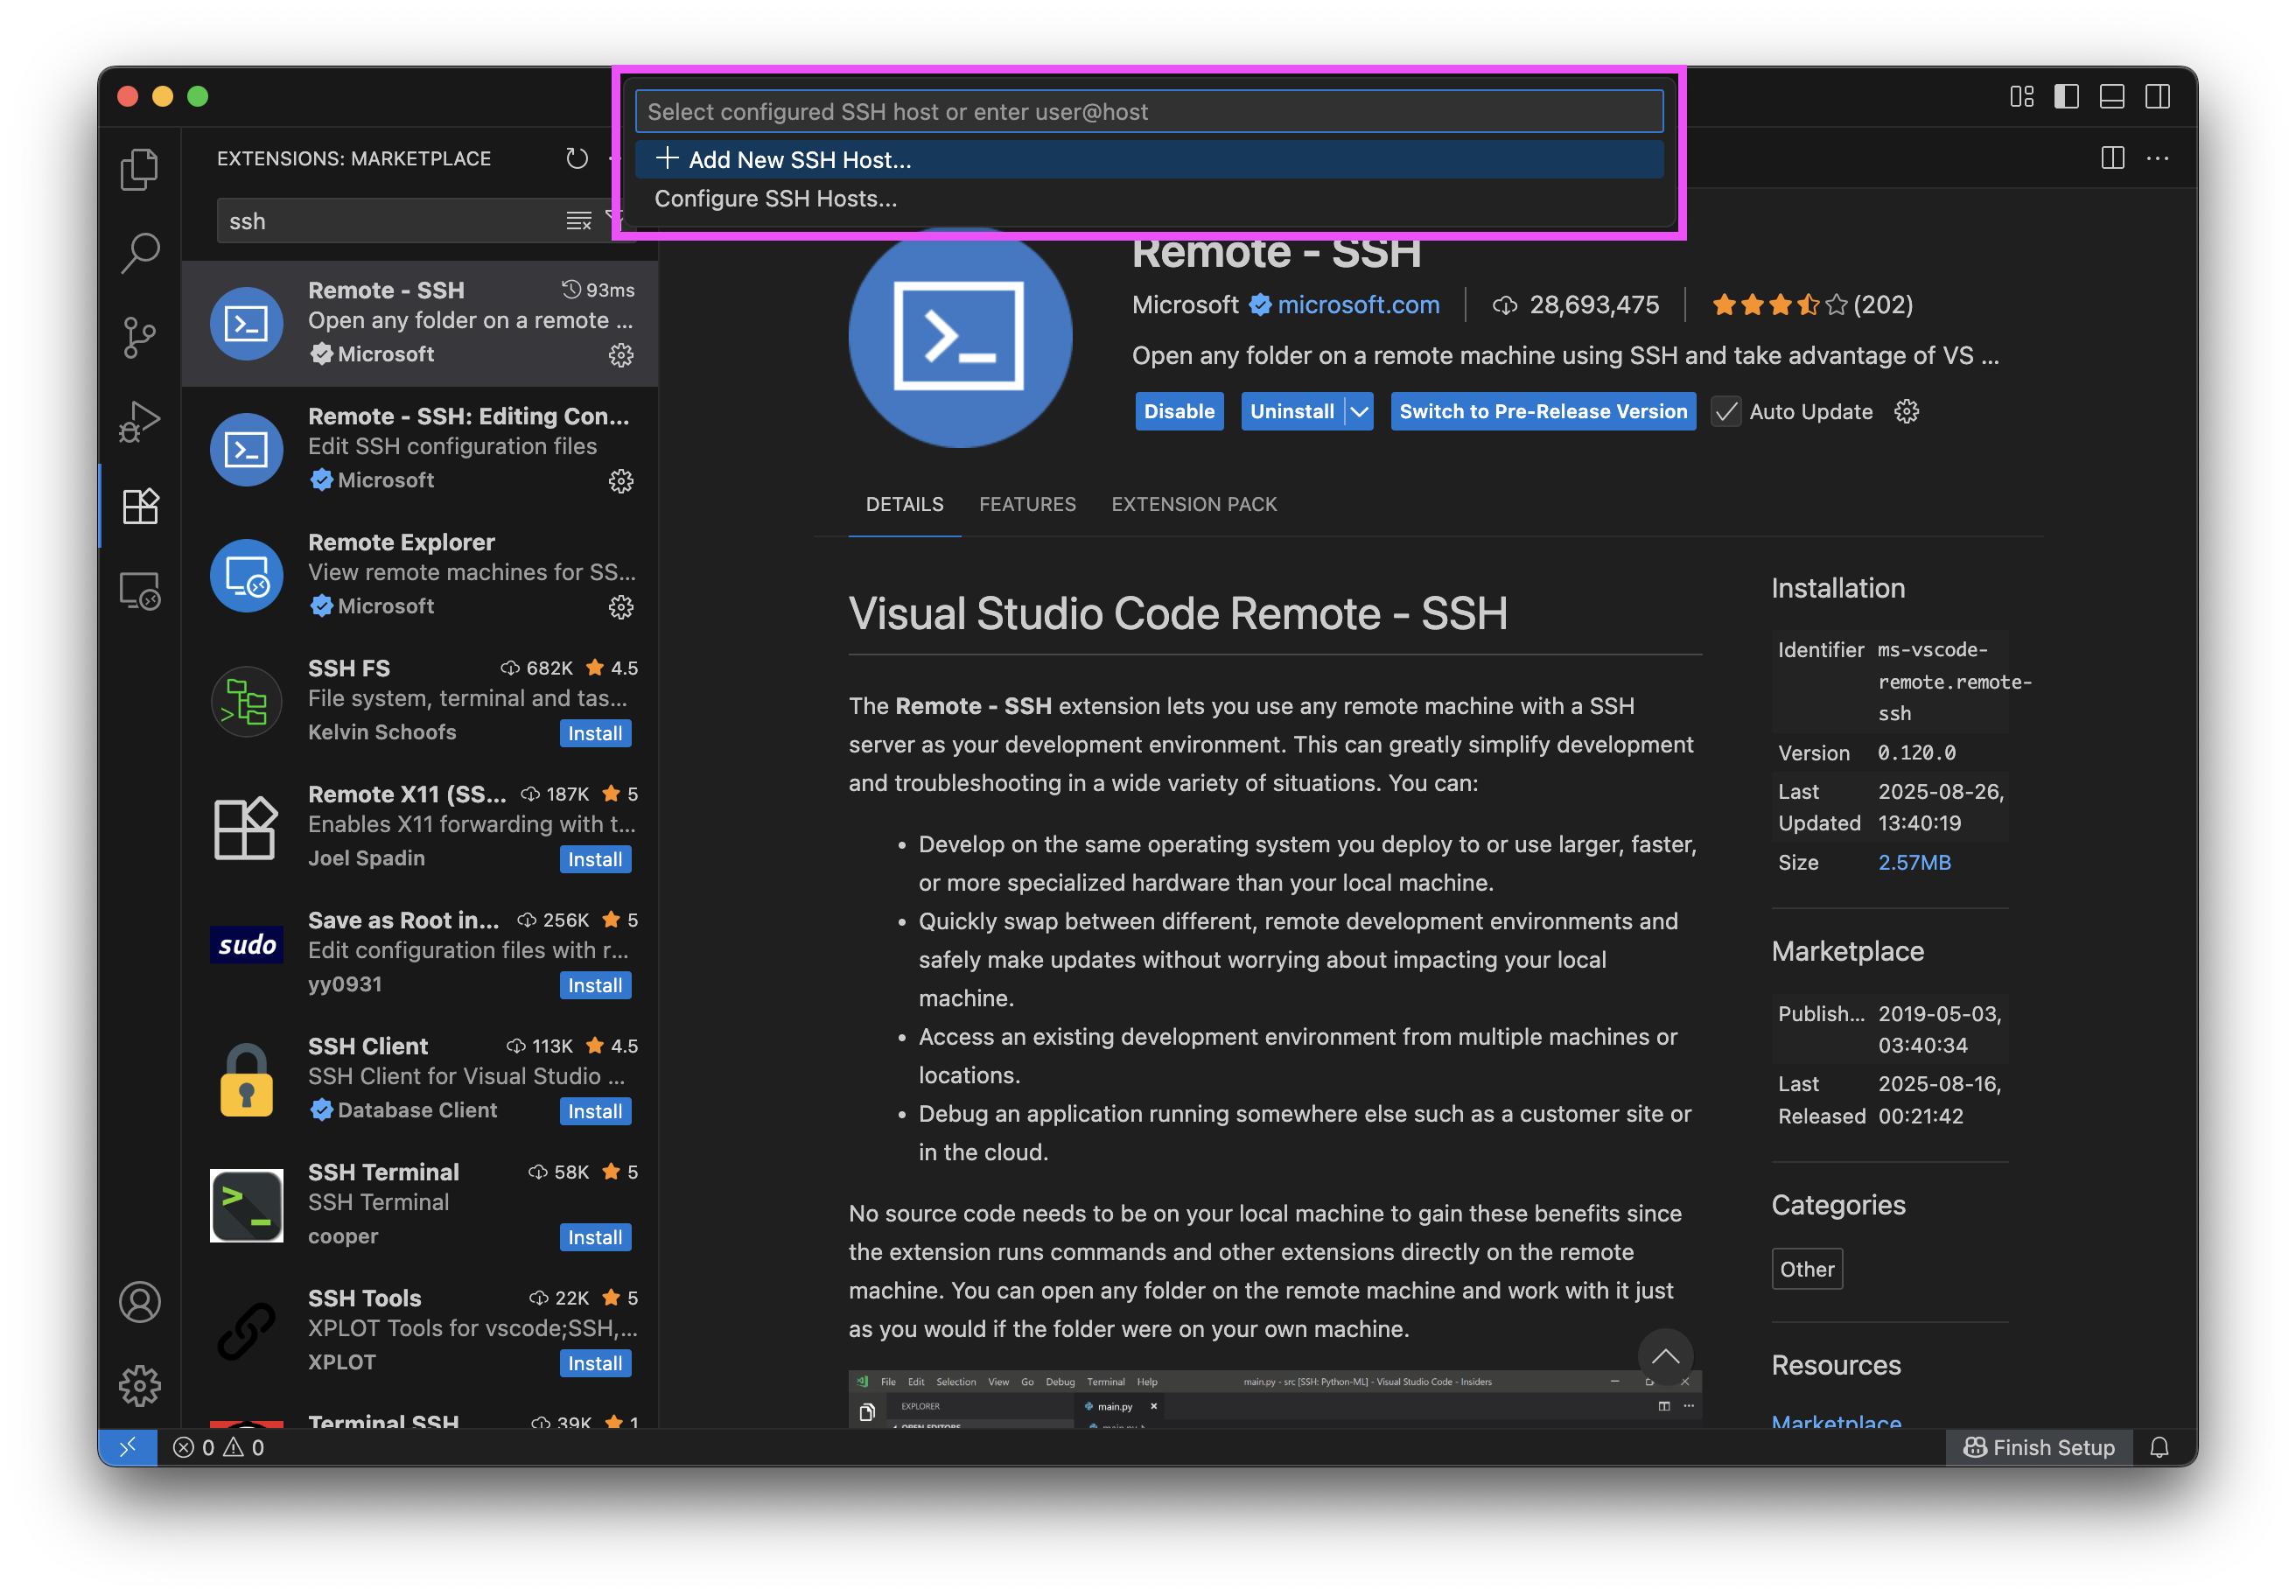 Select configured SSH host or enter user@host
Add New SSH Host...
Configure SSH Hosts...
EXTENSIONS: MARKETPLACE
ssh
Remote - SSH
93ms
Open any folder on a remote ...
Microsoft
Remote - SSH: Editing Con...
Edit SSH configuration files
Microsoft
Remote Explorer
View remote machines for SS...
Microsoft
SSH FS
682K
4.5
File system, terminal and tas...
Kelvin Schoofs
Install
Remote X11 (SS...
187K
5
Enables X11 forwarding with t...
Joel Spadin
Install
sudo
Save as Root in...
256K
5
Edit configuration files with r...
yy0931
Install
SSH Client
113K
4.5
SSH Client for Visual Studio ...
Database Client
Install
SSH Terminal
58K
5
SSH Terminal
cooper
Install
SSH Tools
22K
5
XPLOT Tools for vscode;SSH,...
XPLOT
Install
Terminal SSH
39K
1
Remote - SSH
Microsoft
microsoft.com
28,693,475
(202)
Open any folder on a remote machine using SSH and take advantage of VS ...
Disable
Uninstall
Switch to Pre-Release Version
Auto Update
DETAILS
FEATURES
EXTENSION PACK
Visual Studio Code Remote - SSH
The Remote - SSH extension lets you use any remote machine with a SSH
server as your development environment. This can greatly simplify development
and troubleshooting in a wide variety of situations. You can:
• Develop on the same operating system you deploy to or use larger, faster,
or more specialized hardware than your local machine.
• Quickly swap between different, remote development environments and
safely make updates without worrying about impacting your local
machine.
• Access an existing development environment from multiple machines or
locations.
• Debug an application running somewhere else such as a customer site or
in the cloud.
No source code needs to be on your local machine to gain these benefits since
the extension runs commands and other extensions directly on the remote
machine. You can open any folder on the remote machine and work with it just
as you would if the folder were on your own machine.
File Edit Selection View Go Debug Terminal Help
main.py - src [SSH: Python-ML] - Visual Studio Code - Insiders
EXPLORER
main.py
OPEN EDITORS
main.py
Installation
Identifier ms-vscode-
remote.remote-
ssh
Version 0.120.0
Last 2025-08-26,
Updated 13:40:19
Size 2.57MB
Marketplace
Publish... 2019-05-03,
03:40:34
Last 2025-08-16,
Released 00:21:42
Categories
Other
Resources
Marketplace
0
0
Finish Setup